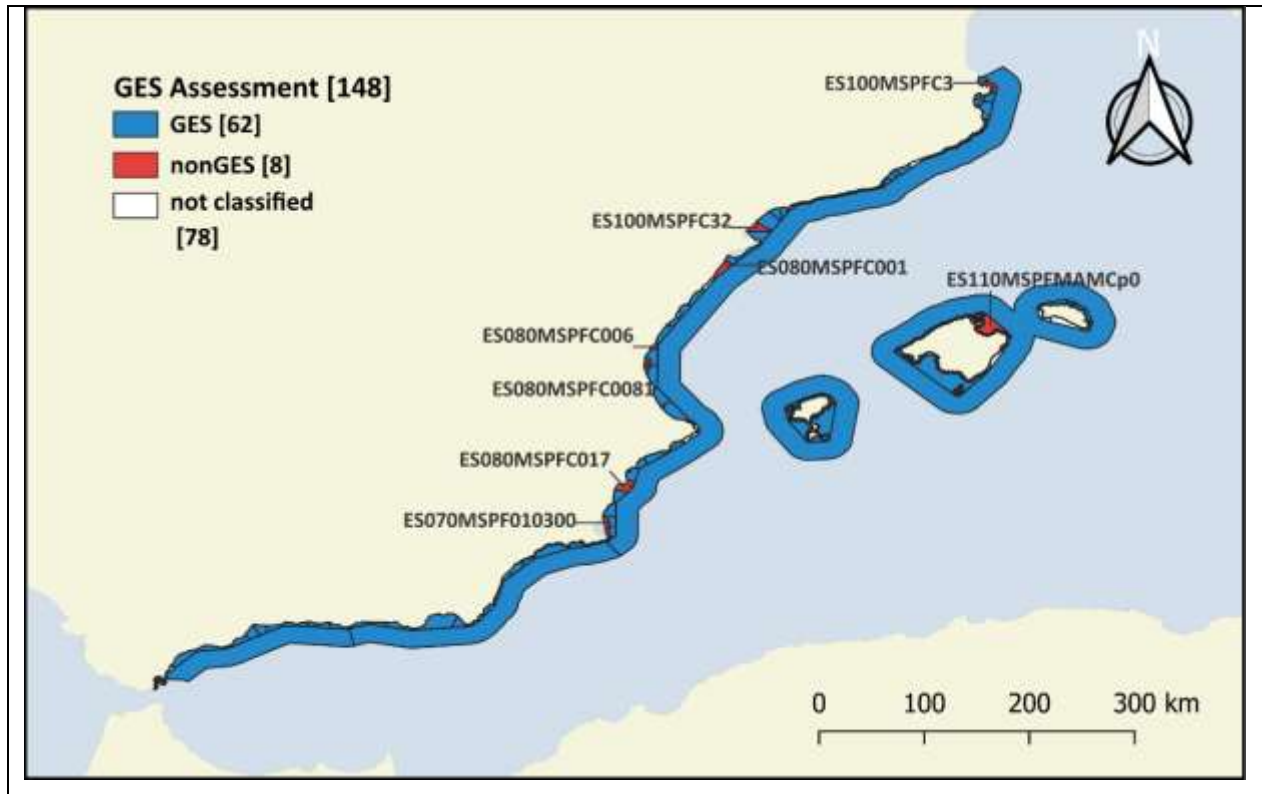 N
GES Assessment [148]
GES [62]
nonGES [8]
not classified
[78]
ES100MSPFC3
ES100MSPFC32
ES080MSPFC001
ES110MSPFMAMCp0
ES080MSPFC006
ES080MSPFC0081
ES080MSPFC017
ES070MSPF010300
0 100 200 300 km